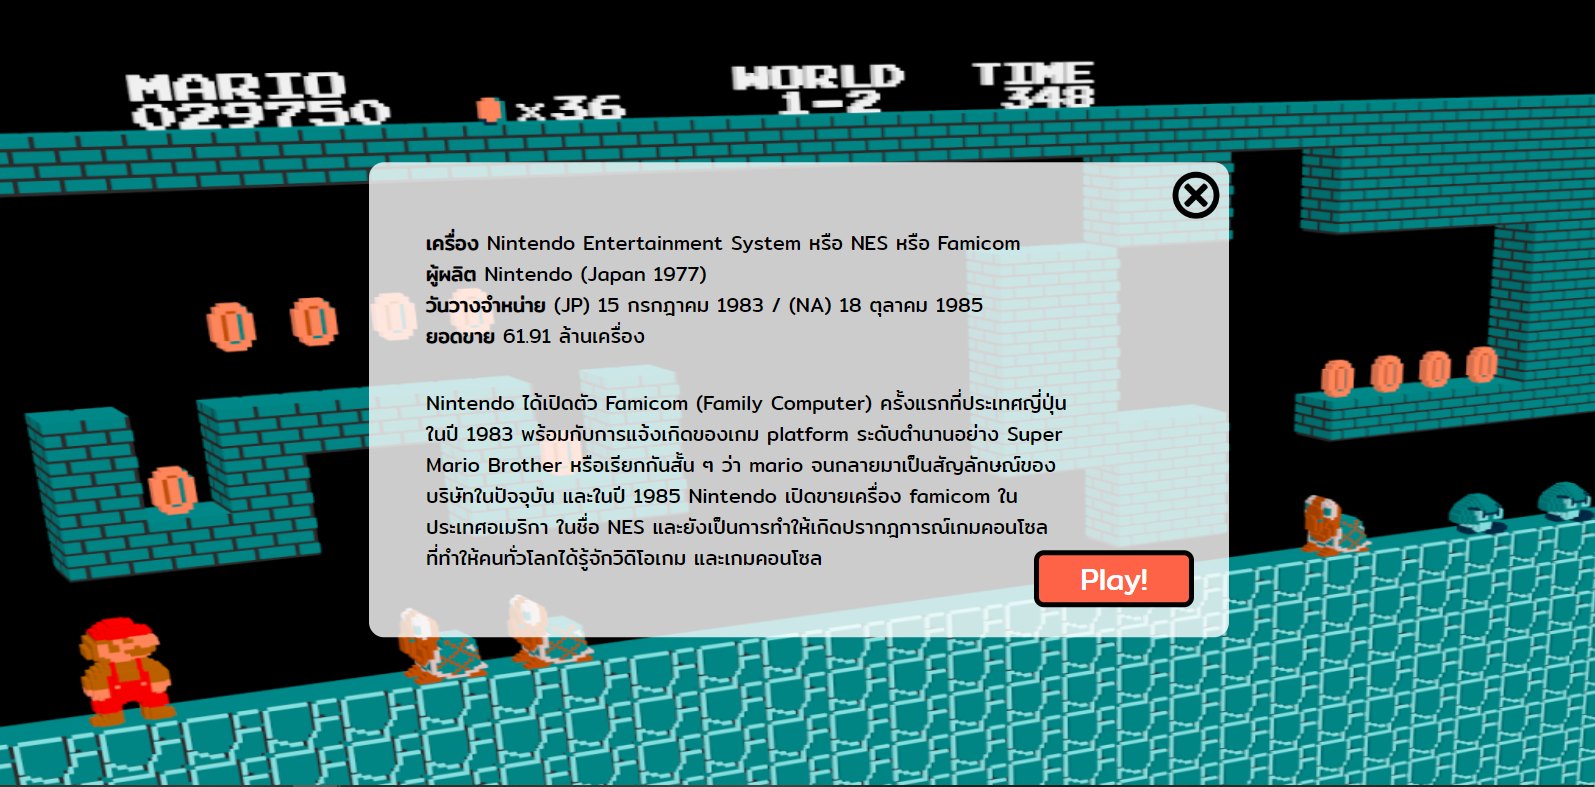 MARIO
029750
x36
WORLD
1-2
TIME
348
เครื่อง Nintendo Entertainment System หรือ NES หรือ Famicom
ผู้ผลิต Nintendo (Japan 1977)
วันวางจำหน่าย (JP) 15 กรกฎาคม 1983 / (NA) 18 ตุลาคม 1985
ยอดขาย 61.91 ล้านเครื่อง
Nintendo ได้เปิดตัว Famicom (Family Computer) ครั้งแรกที่ประเทศญี่ปุ่น
ในปี 1983 พร้อมกับการแจ้งเกิดของเกม platform ระดับตำนานอย่าง Super
Mario Brother หรือเรียกกันสั้น ๆ ว่า mario จนกลายมาเป็นสัญลักษณ์ของ
บริษัทในปัจจุบัน และในปี 1985 Nintendo เปิดขายเครื่อง famicom ใน
ประเทศอเมริกา ในชื่อ NES และยังเป็นการทำให้เกิดปรากฎการณ์เกมคอนโซล
ที่ทำให้คนทั่วโลกได้รู้จักวิดิโอเกม และเกมคอนโซล
Play!